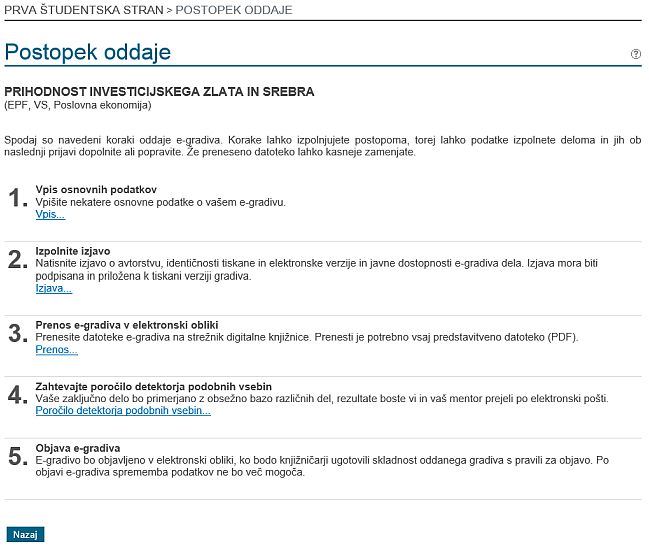 PRVA ŠTUDENTSKA STRAN > POSTOPEK ODDAJE
Postopek oddaje
?
PRIHODNOST INVESTICIJSKEGA ZLATA IN SREBRA
(EPF, VS, Poslovna ekonomija)
Spodaj so navedeni koraki oddaje e-gradiva. Korake lahko izpolnjujete postopoma, torej lahko podatke izpolnete deloma in jih ob
naslednji prijavi dopolnite ali popravite. Že preneseno datoteko lahko kasneje zamenjate.
1. Vpis osnovnih podatkov
Vpišite nekatere osnovne podatke o vašem e-gradivu.
Vpis...
2. Izpolnite izjavo
Natisnite izjavo o avtorstvu, identičnosti tiskane in elektronske verzije in javne dostopnosti e-gradiva dela. Izjava mora biti
podpisana in priložena k tiskani verziji gradiva.
Izjava...
3. Prenos e-gradiva v elektronski obliki
Prenesite datoteke e-gradiva na strežnik digitalne knjižnice. Prenesti je potrebno vsaj predstavitveno datoteko (PDF).
Prenos...
4. Zahtevajte poročilo detektorja podobnih vsebin
Vaše zaključno delo bo primerjano z obsežno bazo različnih del, rezultate boste vi in vaš mentor prejeli po elektronski pošti.
Poročilo detektorja podobnih vsebin...
5. Objava e-gradiva
E-gradivo bo objavljeno v elektronski obliki, ko bodo knjižničarji ugotovili skladnost oddanega gradiva s pravili za objavo. Po
objavi e-gradiva sprememba podatkov ne bo več mogoča.
Nazaj